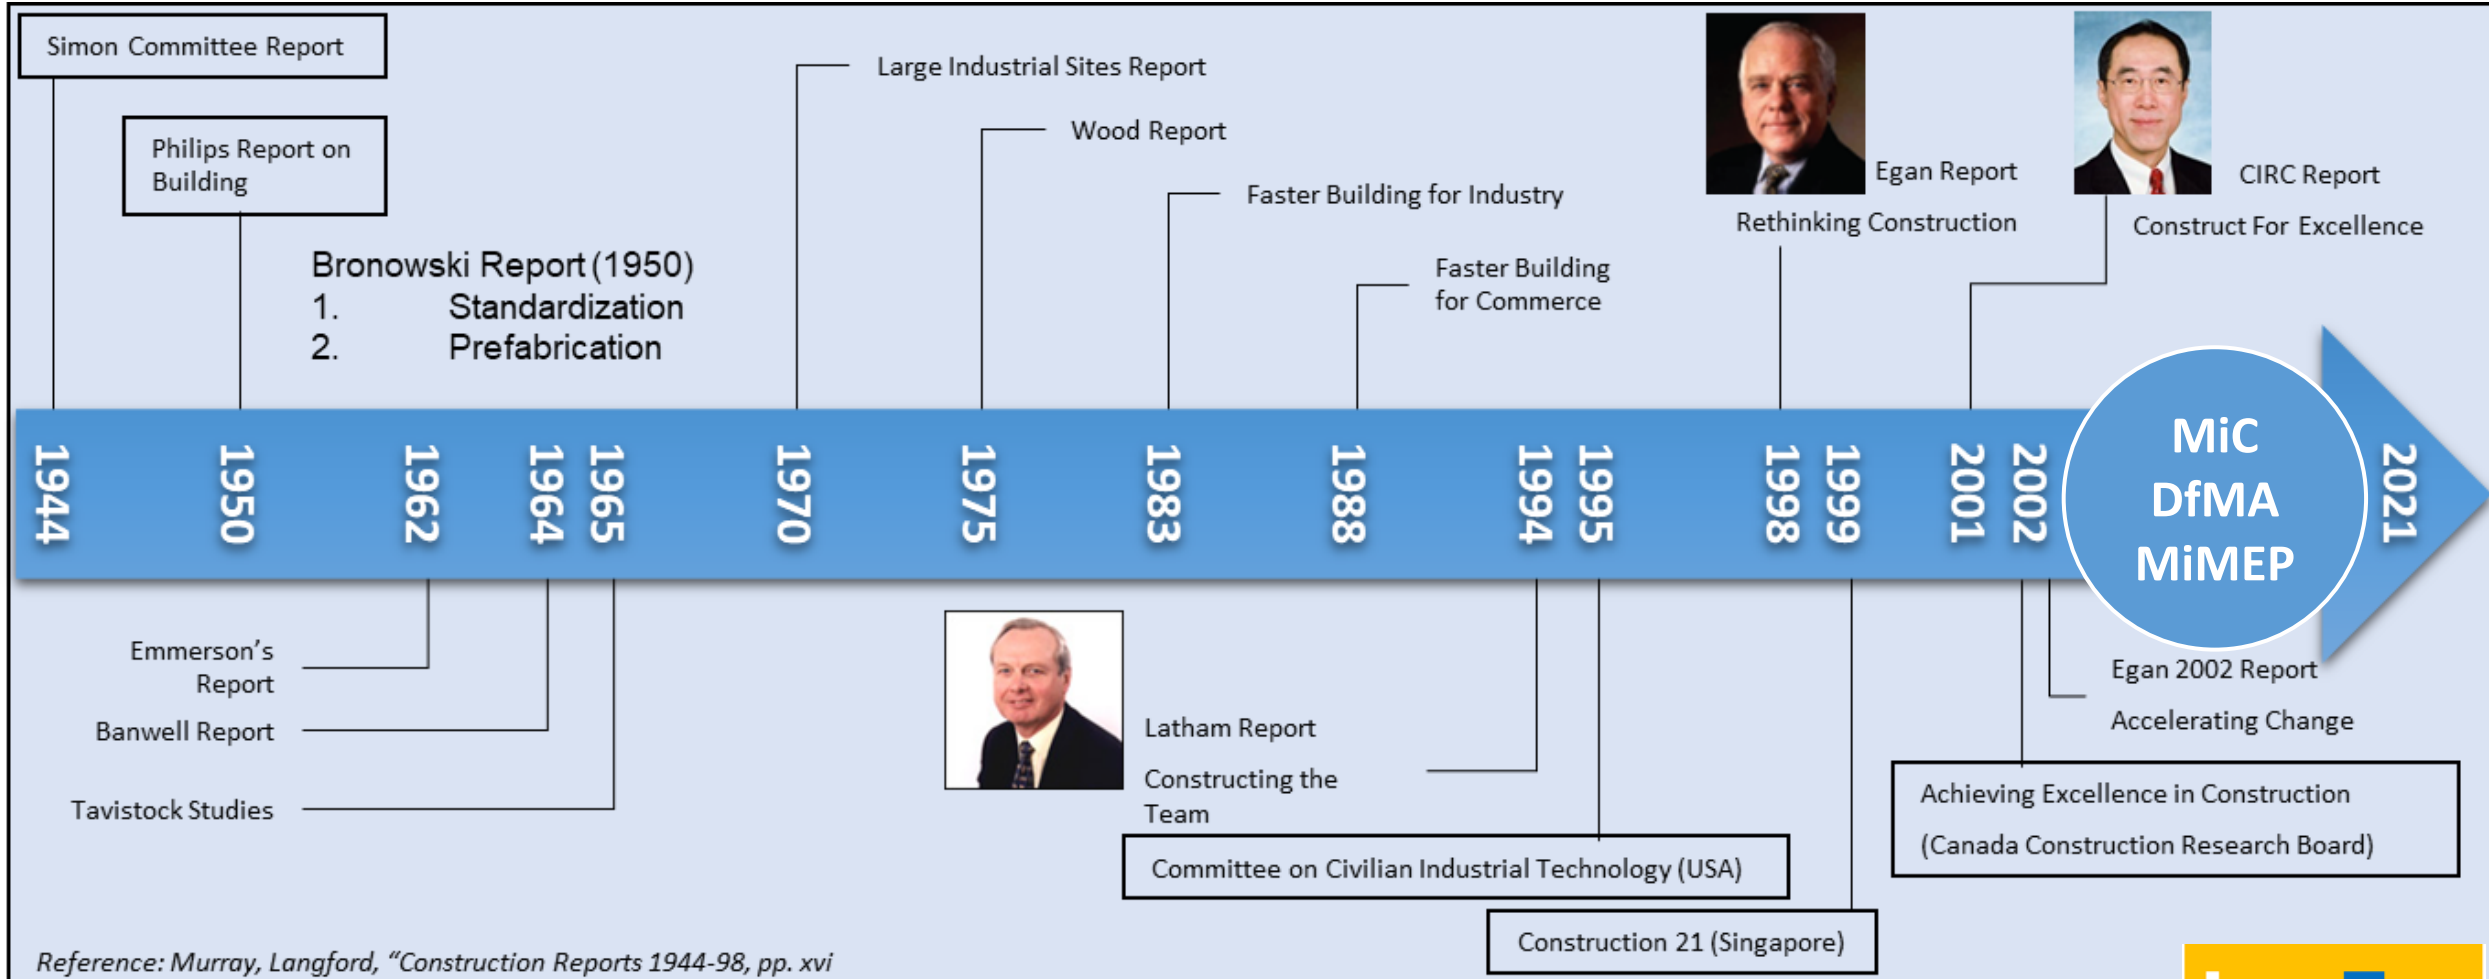 Simon Committee Report
Philips Report on
Building
Bronowski Report (1950)
1. Standardization
2. Prefabrication
Large Industrial Sites Report
Wood Report
Faster Building for Industry
Faster Building
for Commerce
Egan Report
Rethinking Construction
CIRC Report
Construct For Excellence
1944
1950
1962
1964
1965
1970
1975
1983
1988
1994
1995
1998
1999
2001
2002
MiC
DfMA
MiMEP
2021
Emmerson's
Report
Banwell Report
Tavistock Studies
Latham Report
Constructing the
Team
Committee on Civilian Industrial Technology (USA)
Construction 21 (Singapore)
Egan 2002 Report
Accelerating Change
Achieving Excellence in Construction
(Canada Construction Research Board)
Reference: Murray, Langford, “Construction Reports 1944-98, pp. xvi